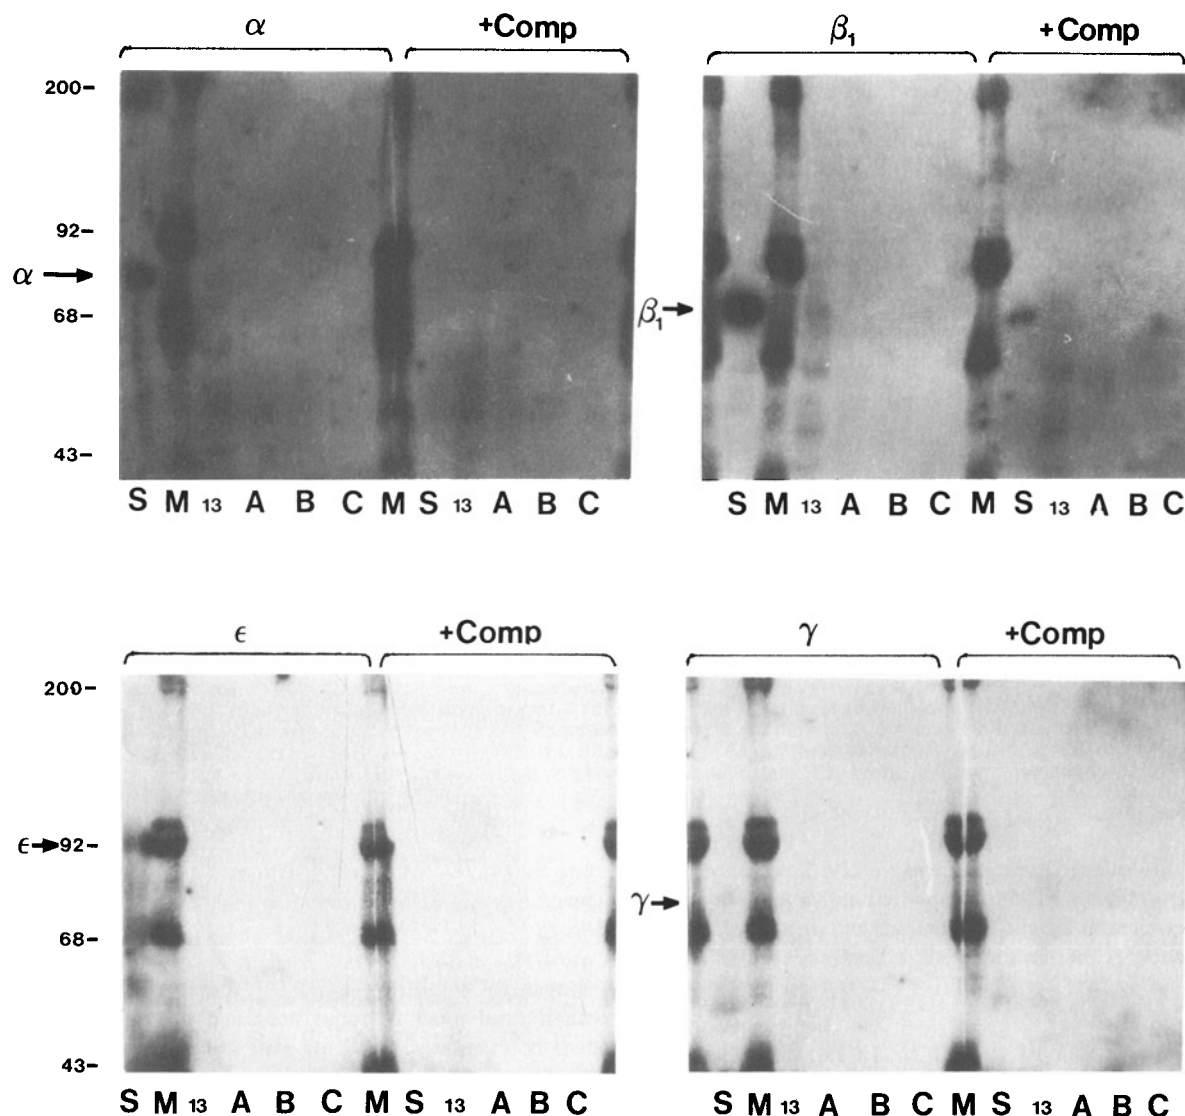 α +Comp β₁ +Comp
200–
92–
α
68–
β₁
43–
S M 13 A B C M S 13 A B C S M 13 A B C M S 13 Λ B C
ϵ +Comp γ +Comp
200–
ϵ 92–
γ
68–
43–
S M 13 A B C M S 13 A B C S M 13 A B C M S 13 A B C